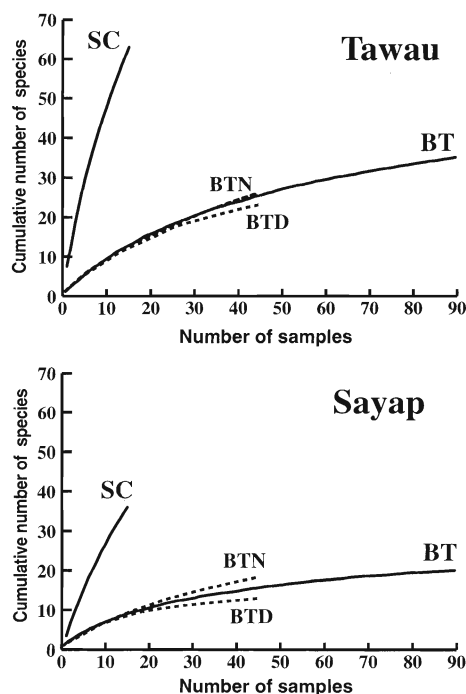 Tawau
SC
BT
BTN
BTD
Cumulative number of species
70
60
50
40
30
20
10
0
0 10 20 30 40 50 60 70 80 90
Number of samples
Sayap
SC
BT
BTN
BTD
Cumulative number of species
70
60
50
40
30
20
10
0
0 10 20 30 40 50 60 70 80 90
Number of samples